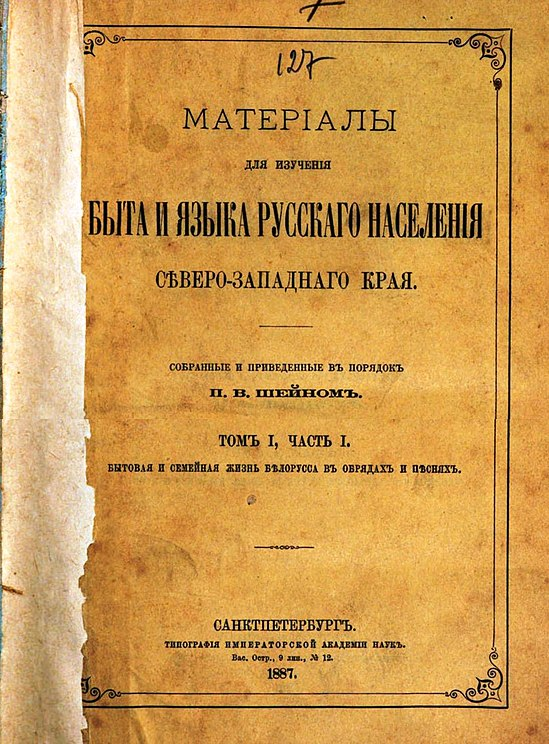 127
МАТЕРІАЛЫ
ДЛЯ ИЗУЧЕНІЯ
БЫТА И ЯЗЫКА РУССКАГО НАСЕЛЕНІЯ
СѢВЕРО-ЗАПАДНАГО КРАЯ.
СОБРАННЫЕ И ПРИВЕДЕННЫЕ ВЪ ПОРЯДОКЪ
П. В. ШЕЙНОМЪ.
ТОМЪ I, ЧАСТЬ I.
БЫТОВАЯ И СЕМЕЙНАЯ ЖИЗНЬ БѢЛОРУССА ВЪ ОБРЯДАХЪ И ПѢСНЯХЪ.
САНКТПЕТЕРБУРГЪ.
ТИПОГРАФІЯ ИМПЕРАТОРСКОЙ АКАДЕМІИ НАУКЪ.
Вас. Остр., 9 лин., № 12.
1887.